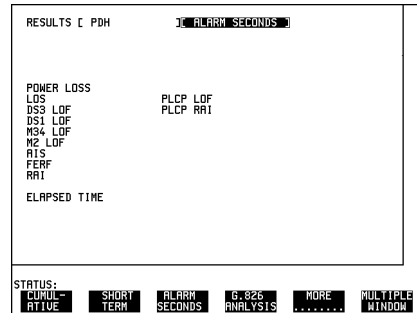 RESULTS [ PDH ][ ALARM SECONDS ]
POWER LOSS
LOS PLCP LOF
DS3 LOF PLCP RAI
DS1 LOF
M34 LOF
M2 LOF
AIS
FERF
RAI
ELAPSED TIME
STATUS:
CUMUL- SHORT ALARM G.826 MORE MULTIPLE
ATIVE TERM SECONDS ANALYSIS ........ WINDOW